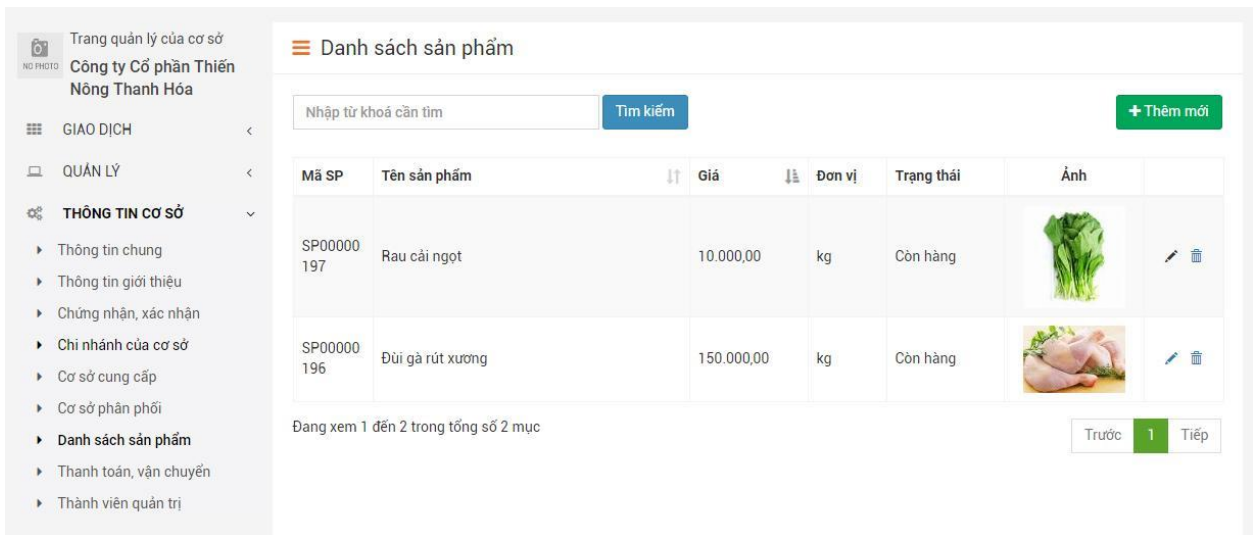 Trang quản lý của cơ sở
NO PHOTO
Công ty Cổ phần Thiến
Nông Thanh Hóa
GIAO DỊCH
QUẢN LÝ
THÔNG TIN CƠ SỞ
Thông tin chung
Thông tin giới thiệu
Chứng nhận, xác nhận
Chi nhánh của cơ sở
Cơ sở cung cấp
Cơ sở phân phối
Danh sách sản phẩm
Thanh toán, vận chuyển
Thành viên quản trị
Danh sách sản phẩm
Nhập từ khoá cần tìm
Tìm kiếm
+ Thêm mới
Mã SP Tên sản phẩm Giá Đơn vị Trạng thái Ảnh
SP00000
197
Rau cải ngọt 10.000,00 kg Còn hàng
SP00000
196
Đùi gà rút xương 150.000,00 kg Còn hàng
Đang xem 1 đến 2 trong tổng số 2 mục
Trước 1 Tiếp